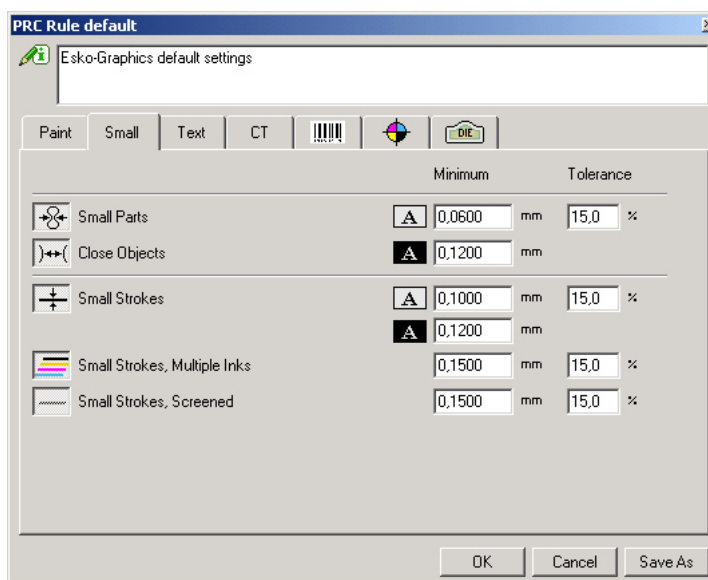 PRC Rule default
Esko-Graphics default settings
Paint Small Text CT DIE
Minimum Tolerance
Small Parts A 0,0600 mm 15,0 %
Close Objects A 0,1200 mm
Small Strokes A 0,1000 mm 15,0 %
A 0,1200 mm
Small Strokes, Multiple Inks 0,1500 mm 15,0 %
Small Strokes, Screened 0,1500 mm 15,0 %
OK Cancel Save As